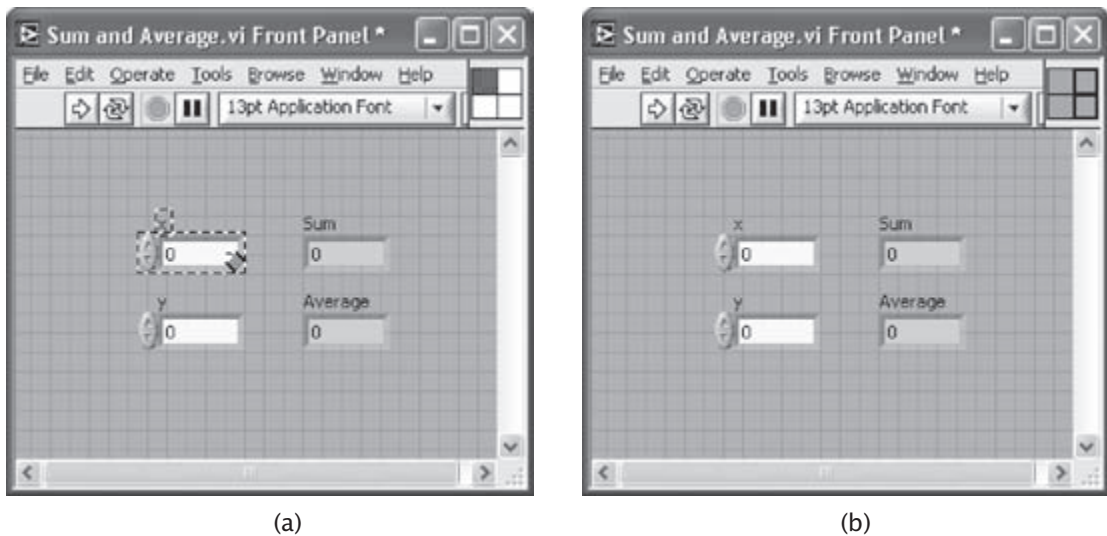 Sum and Average.vi Front Panel *
File Edit Operate Tools Browse Window Help
13pt Application Font
x
0
Sum
0
y
0
Average
0
(a)
Sum and Average.vi Front Panel *
File Edit Operate Tools Browse Window Help
13pt Application Font
x
0
Sum
0
y
0
Average
0
(b)